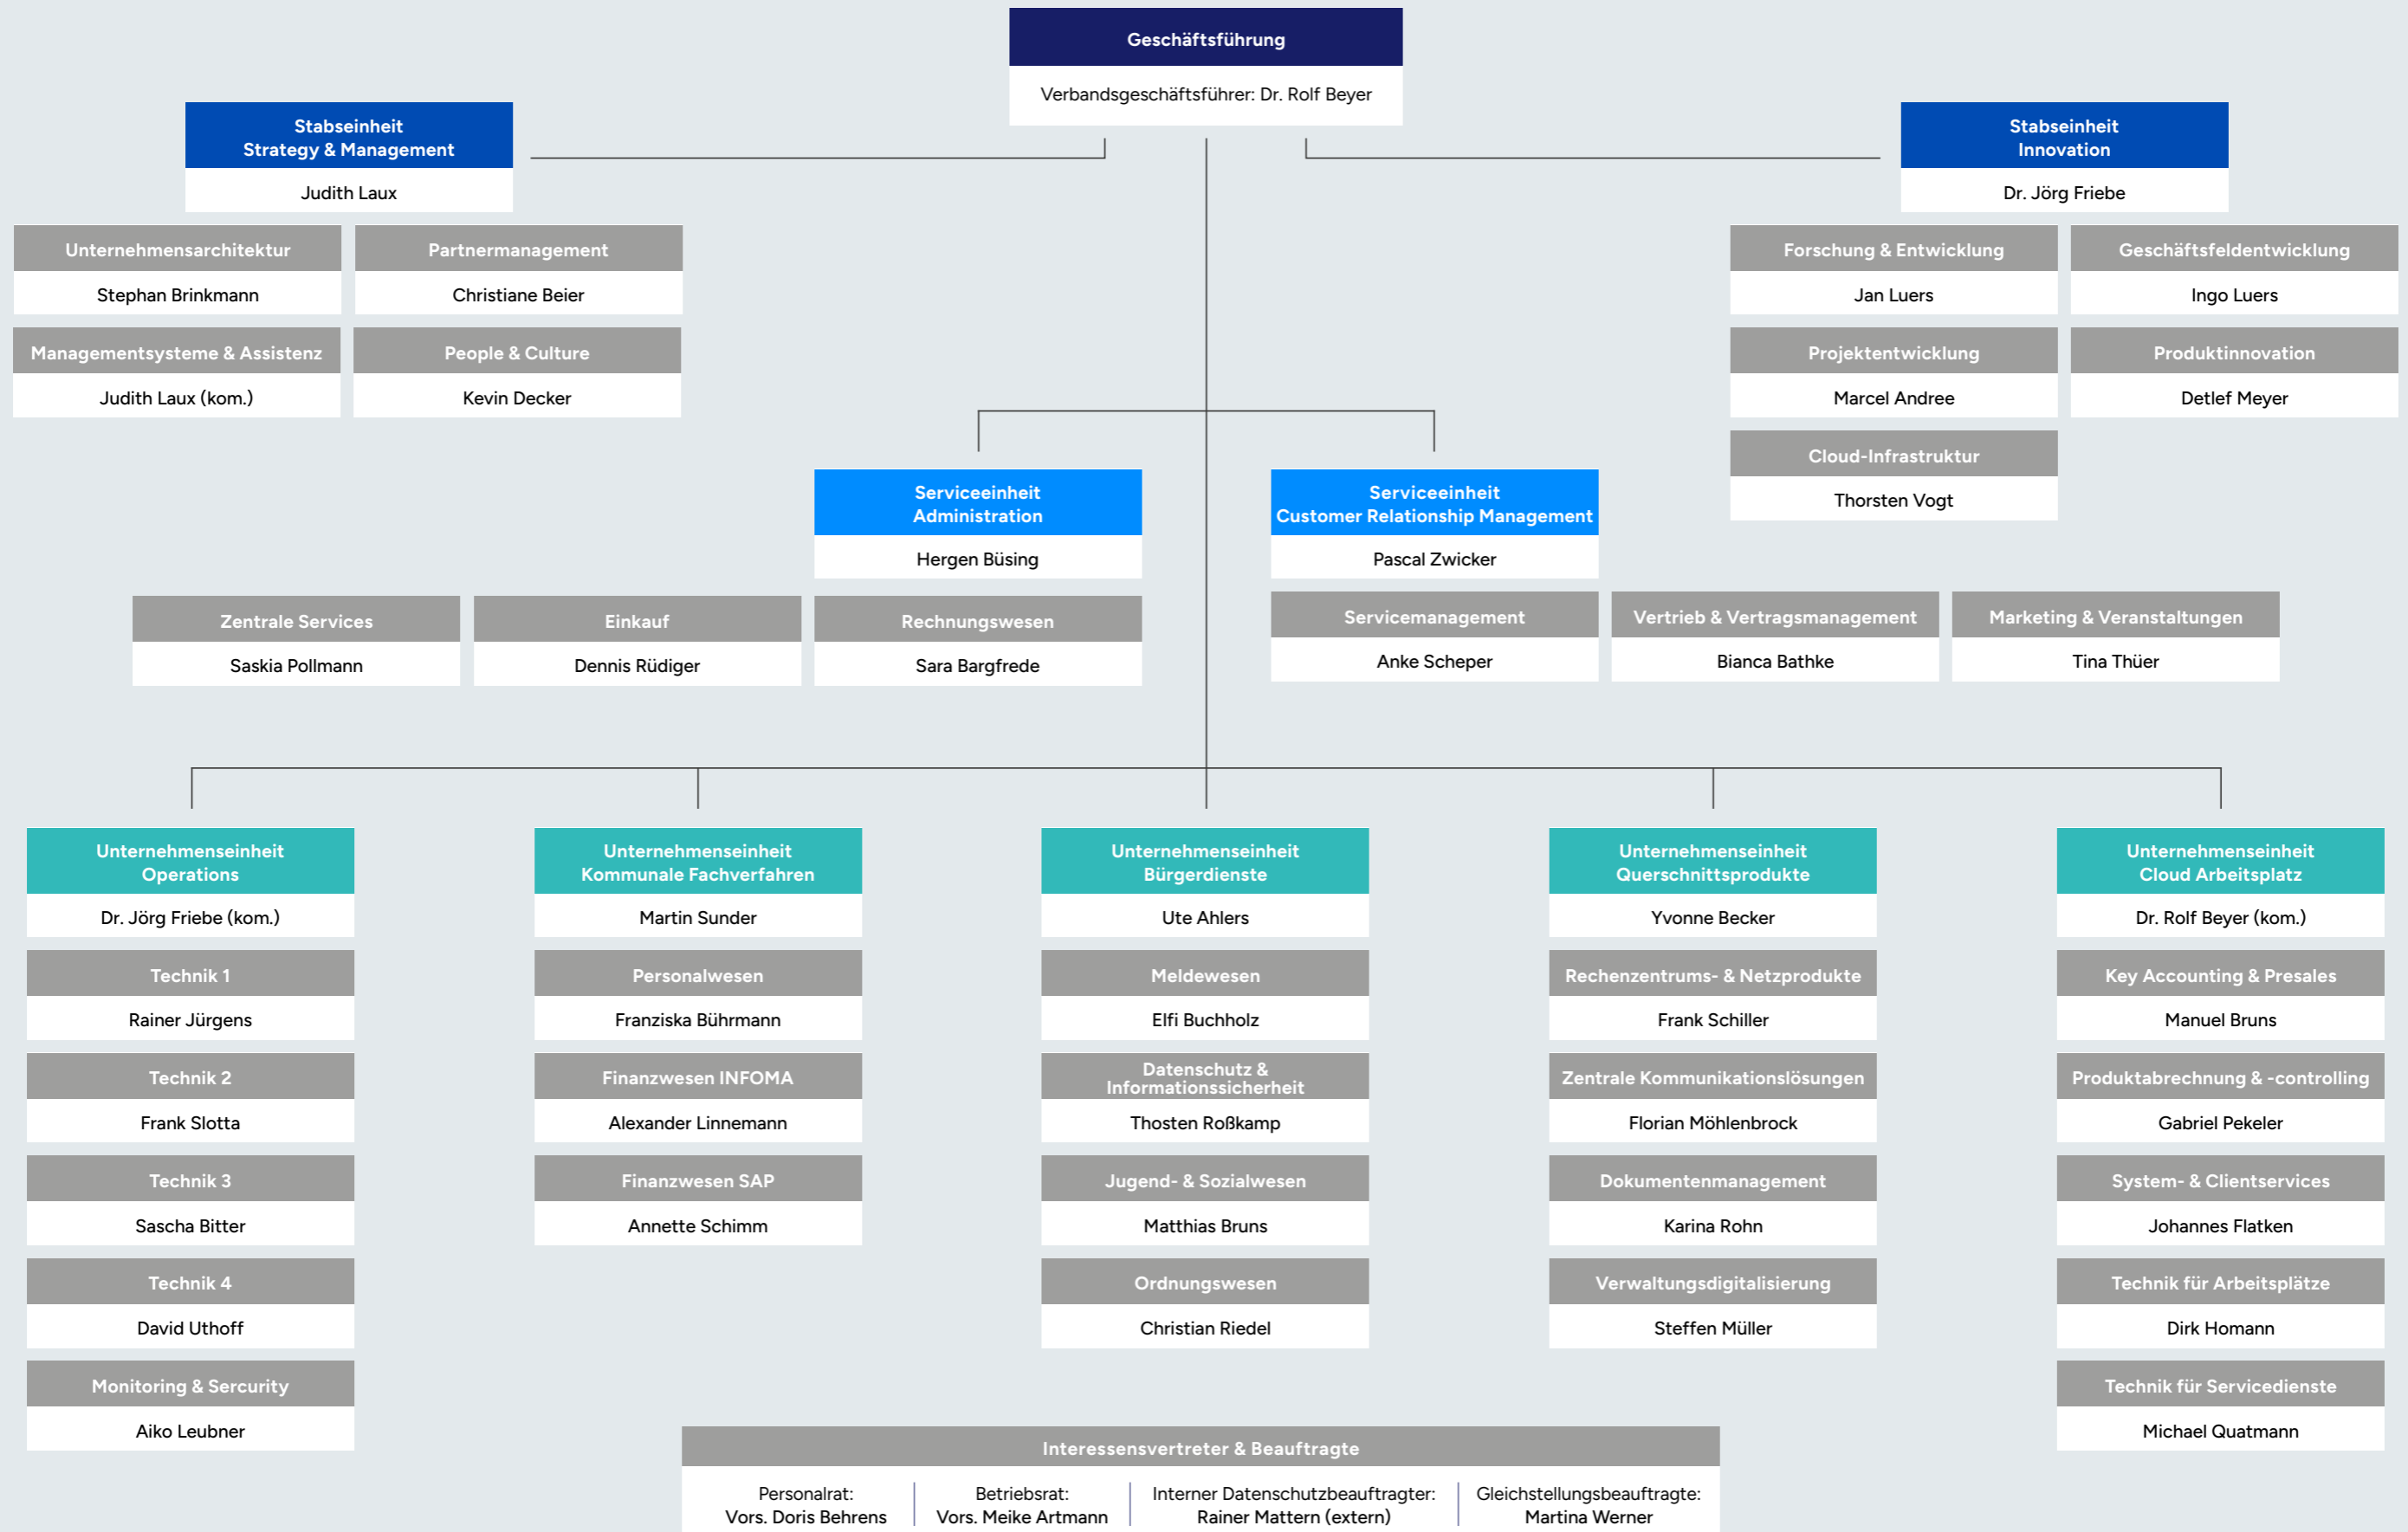 Geschäftsführung
Verbandsgeschäftsführer: Dr. Rolf Beyer
Stabseinheit
Strategy & Management
Judith Laux
Unternehmensarchitektur
Stephan Brinkmann
Partnermanagement
Christiane Beier
Managementsysteme & Assistenz
Judith Laux (kom.)
People & Culture
Kevin Decker
Stabseinheit
Innovation
Dr. Jörg Friebe
Forschung & Entwicklung
Jan Luers
Geschäftsfeldentwicklung
Ingo Luers
Projektentwicklung
Marcel Andree
Produktinnovation
Detlef Meyer
Cloud-Infrastruktur
Thorsten Vogt
Serviceeinheit
Administration
Hergen Büsing
Zentrale Services
Saskia Pollmann
Einkauf
Dennis Rüdiger
Rechnungswesen
Sara Bargfrede
Serviceeinheit
Customer Relationship Management
Pascal Zwicker
Servicemanagement
Anke Scheper
Vertrieb & Vertragsmanagement
Bianca Bathke
Marketing & Veranstaltungen
Tina Thüer
Unternehmenseinheit
Operations
Dr. Jörg Friebe (kom.)
Technik 1
Rainer Jürgens
Technik 2
Frank Slotta
Technik 3
Sascha Bitter
Technik 4
David Uthoff
Monitoring & Sercurity
Aiko Leubner
Unternehmenseinheit
Kommunale Fachverfahren
Martin Sunder
Personalwesen
Franziska Bührmann
Finanzwesen INFOMA
Alexander Linnemann
Finanzwesen SAP
Annette Schimm
Unternehmenseinheit
Bürgerdienste
Ute Ahlers
Meldewesen
Elfi Buchholz
Datenschutz &
Informationssicherheit
Thosten Roßkamp
Jugend- & Sozialwesen
Matthias Bruns
Ordnungswesen
Christian Riedel
Unternehmenseinheit
Querschnittsprodukte
Yvonne Becker
Rechenzentrums- & Netzprodukte
Frank Schiller
Zentrale Kommunikationslösungen
Florian Möhlenbrock
Dokumentenmanagement
Karina Rohn
Verwaltungsdigitalisierung
Steffen Müller
Unternehmenseinheit
Cloud Arbeitsplatz
Dr. Rolf Beyer (kom.)
Key Accounting & Presales
Manuel Bruns
Produktabrechnung & -controlling
Gabriel Pekeler
System- & Clientservices
Johannes Flatken
Technik für Arbeitsplätze
Dirk Homann
Technik für Servicedienste
Michael Quatmann
Interessensvertreter & Beauftragte
Personalrat:
Vors. Doris Behrens
Betriebsrat:
Vors. Meike Artmann
Interner Datenschutzbeauftragter:
Rainer Mattern (extern)
Gleichstellungsbeauftragte:
Martina Werner